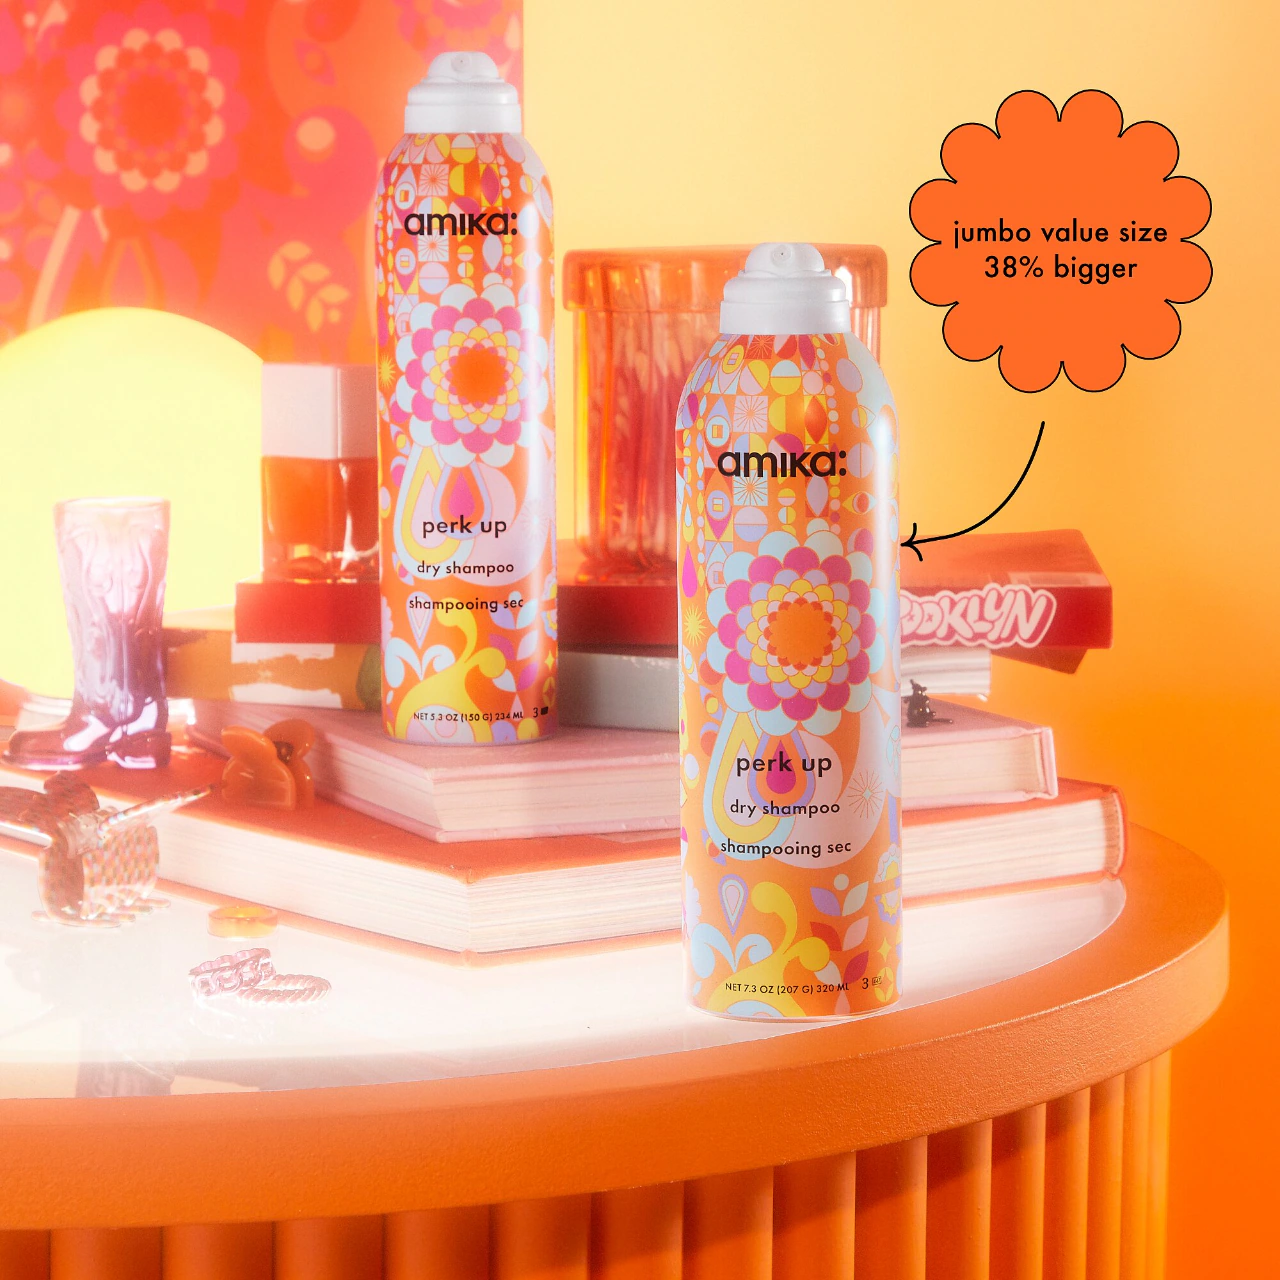 amika:
perk up
dry shampoo
shampooing sec
NET 5.3 OZ (150 G) 234 ML
jumbo value size
38% bigger
amika:
perk up
dry shampoo
shampooing sec
NET 7.3 OZ (207 G) 320 ML